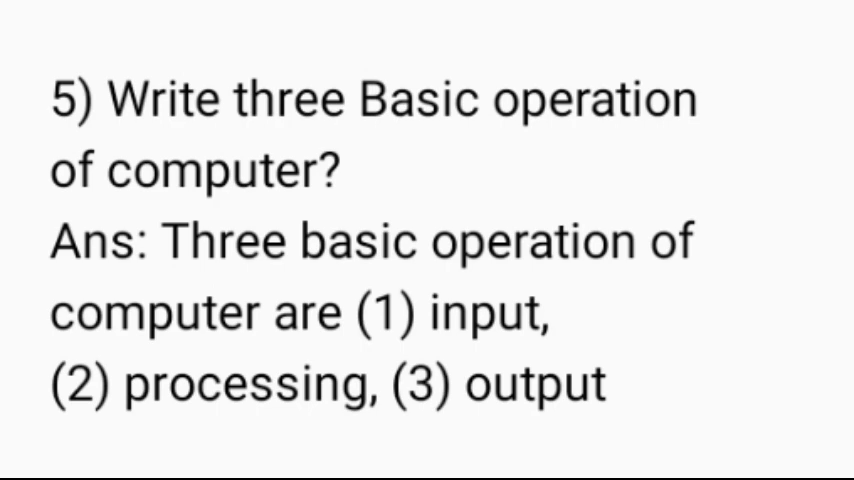 5) Write three Basic operation
of computer?
Ans: Three basic operation of
computer are (1) input,
(2) processing, (3) output